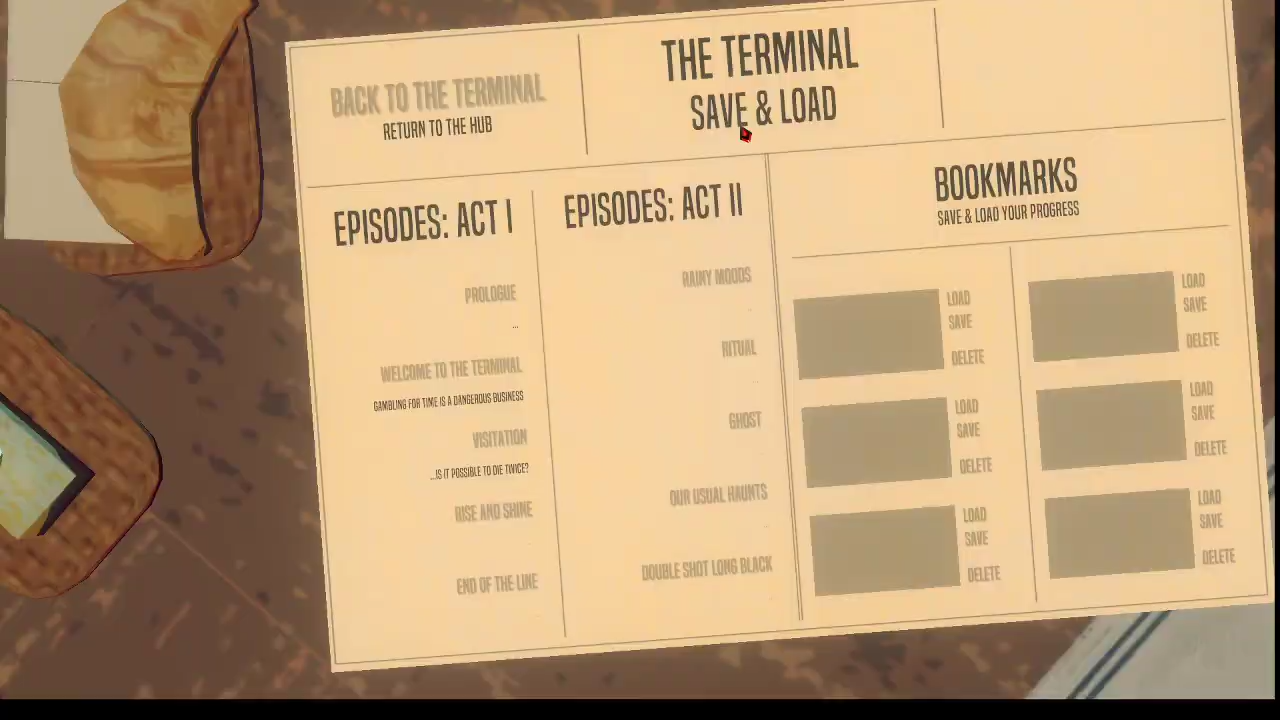 BACK TO THE TERMINAL
RETURN TO THE HUB
THE TERMINAL
SAVE & LOAD
EPISODES: ACT I
PROLOGUE
...
WELCOME TO THE TERMINAL
GAMBLING FOR TIME IS A DANGEROUS BUSINESS
VISITATION
...IS IT POSSIBLE TO DIE TWICE?
RISE AND SHINE
END OF THE LINE
EPISODES: ACT II
RAINY MOODS
RITUAL
GHOST
OUR USUAL HAUNTS
DOUBLE SHOT LONG BLACK
BOOKMARKS
SAVE & LOAD YOUR PROGRESS
LOAD
SAVE
DELETE
LOAD
SAVE
DELETE
LOAD
SAVE
DELETE
LOAD
SAVE
DELETE
LOAD
SAVE
DELETE
LOAD
SAVE
DELETE